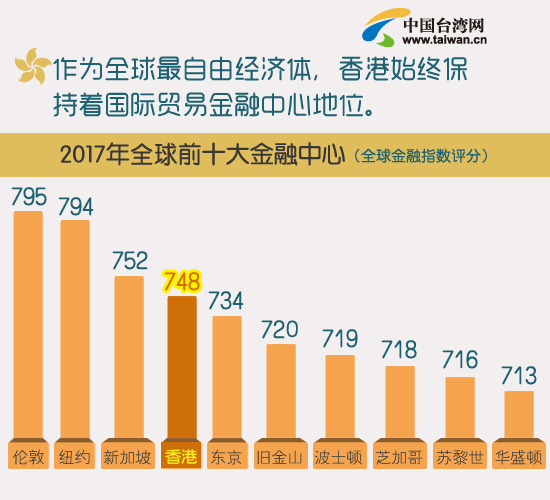 中国台湾网
www.taiwan.cn
作为全球最自由经济体，香港始终保
持着国际贸易金融中心地位。
2017年全球前十大金融中心（全球金融指数评分）
795
794
752
748
734
720
719
718
716
713
伦敦 纽约 新加坡 香港 东京 旧金山 波士顿 芝加哥 苏黎世 华盛顿